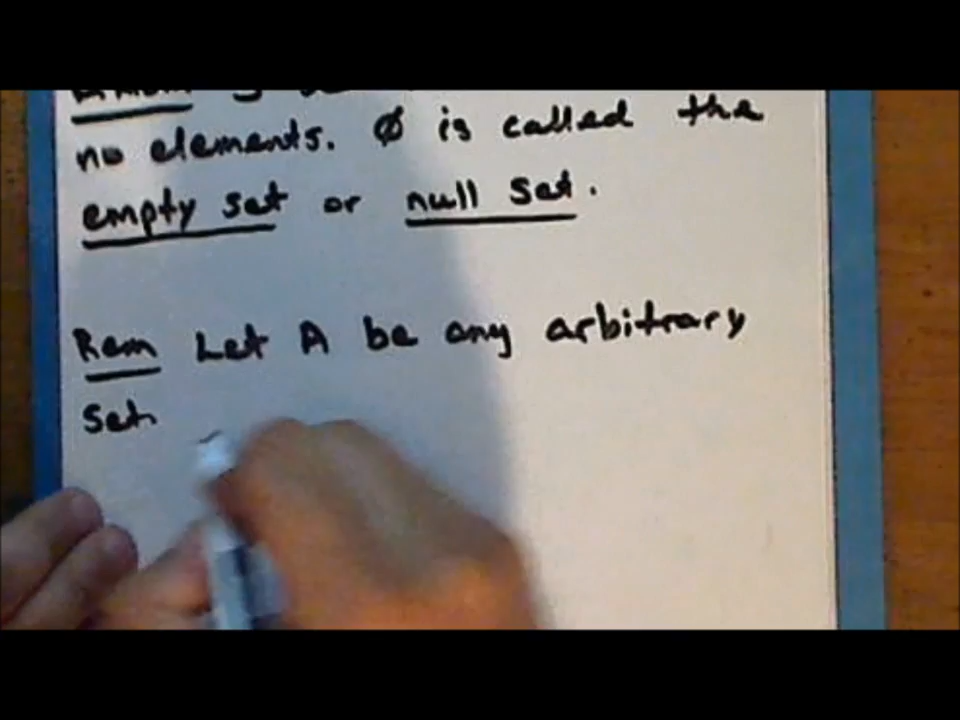 no elements. Ø is called the
empty set or null set.
Rem Let A be any arbitrary
set.